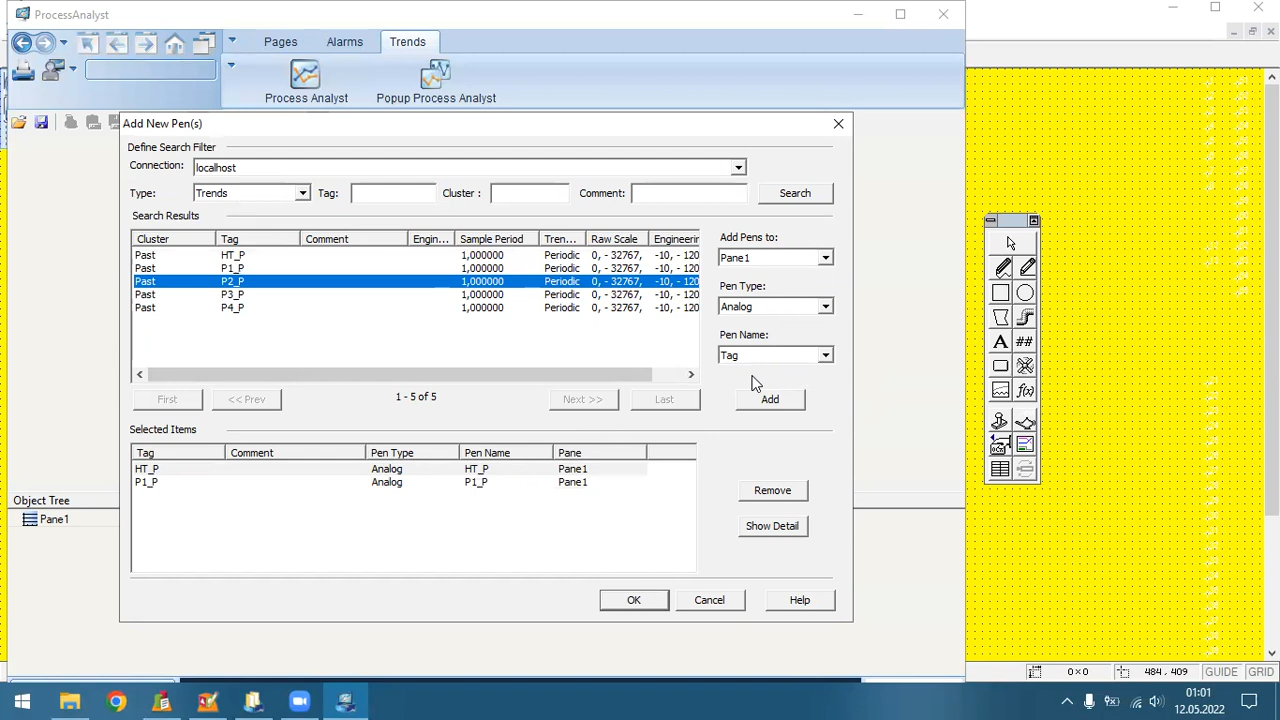 ProcessAnalyst
Pages Alarms Trends
Process Analyst Popup Process Analyst
Add New Pen(s)
Define Search Filter
Connection: localhost
Type: Trends Tag: Cluster : Comment: Search
Search Results
Cluster Tag Comment Engin... Sample Period Tren... Raw Scale Engineerin
Past HT_P 1,000000 Periodic 0, - 32767, -10, - 120
Past P1_P 1,000000 Periodic 0, - 32767, -10, - 120
Past P2_P 1,000000 Periodic 0, - 32767, -10, - 120
Past P3_P 1,000000 Periodic 0, - 32767, -10, - 120
Past P4_P 1,000000 Periodic 0, - 32767, -10, - 120
Add Pens to:
Pane1
Pen Type:
Analog
Pen Name:
Tag
First << Prev 1 - 5 of 5 Next >> Last Add
Selected Items
Tag Comment Pen Type Pen Name Pane
HT_P Analog HT_P Pane1
P1_P Analog P1_P Pane1
Remove
Show Detail
OK Cancel Help
Object Tree
Pane1
A ##
f(x)
0×0 484 , 409 GUIDE GRID
01:01
12.05.2022